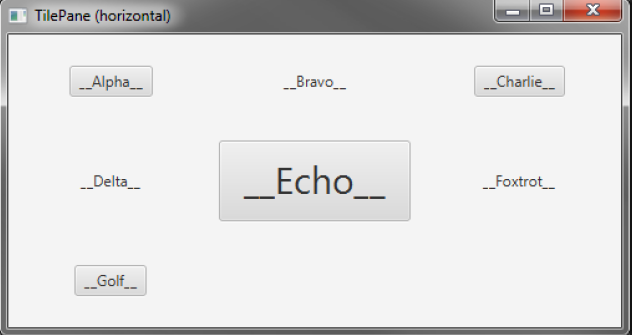 TilePane (horizontal)
__Alpha__ __Bravo__ __Charlie__
__Delta__ __Echo__ __Foxtrot__
__Golf__